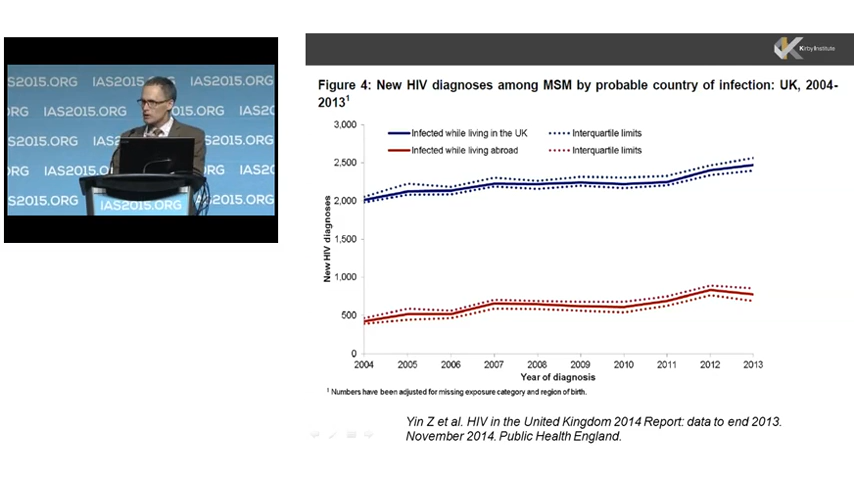 IAS2015.ORG IAS2015.ORG
IAS2015.ORG
Kirby Institute
Figure 4: New HIV diagnoses among MSM by probable country of infection: UK, 2004-
2013¹
3,000
2,500
2,000
1,500
1,000
500
0
New HIV diagnoses
Infected while living in the UK
Interquartile limits
Infected while living abroad
Interquartile limits
2004 2005 2006 2007 2008 2009 2010 2011 2012 2013
Year of diagnosis
¹ Numbers have been adjusted for missing exposure category and region of birth.
Yin Z et al. HIV in the United Kingdom 2014 Report: data to end 2013.
November 2014. Public Health England.